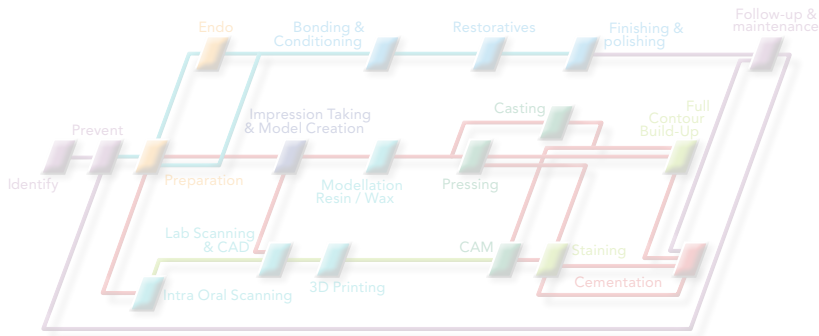 Follow-up &
maintenance
Endo
Bonding &
Conditioning
Restoratives
Finishing &
polishing
Casting
Full
Contour
Build-Up
Impression Taking
& Model Creation
Prevent
Identify
Preparation
Modellation
Resin / Wax
Pressing
Lab Scanning
& CAD
CAM
Staining
Intra Oral Scanning
3D Printing
Cementation